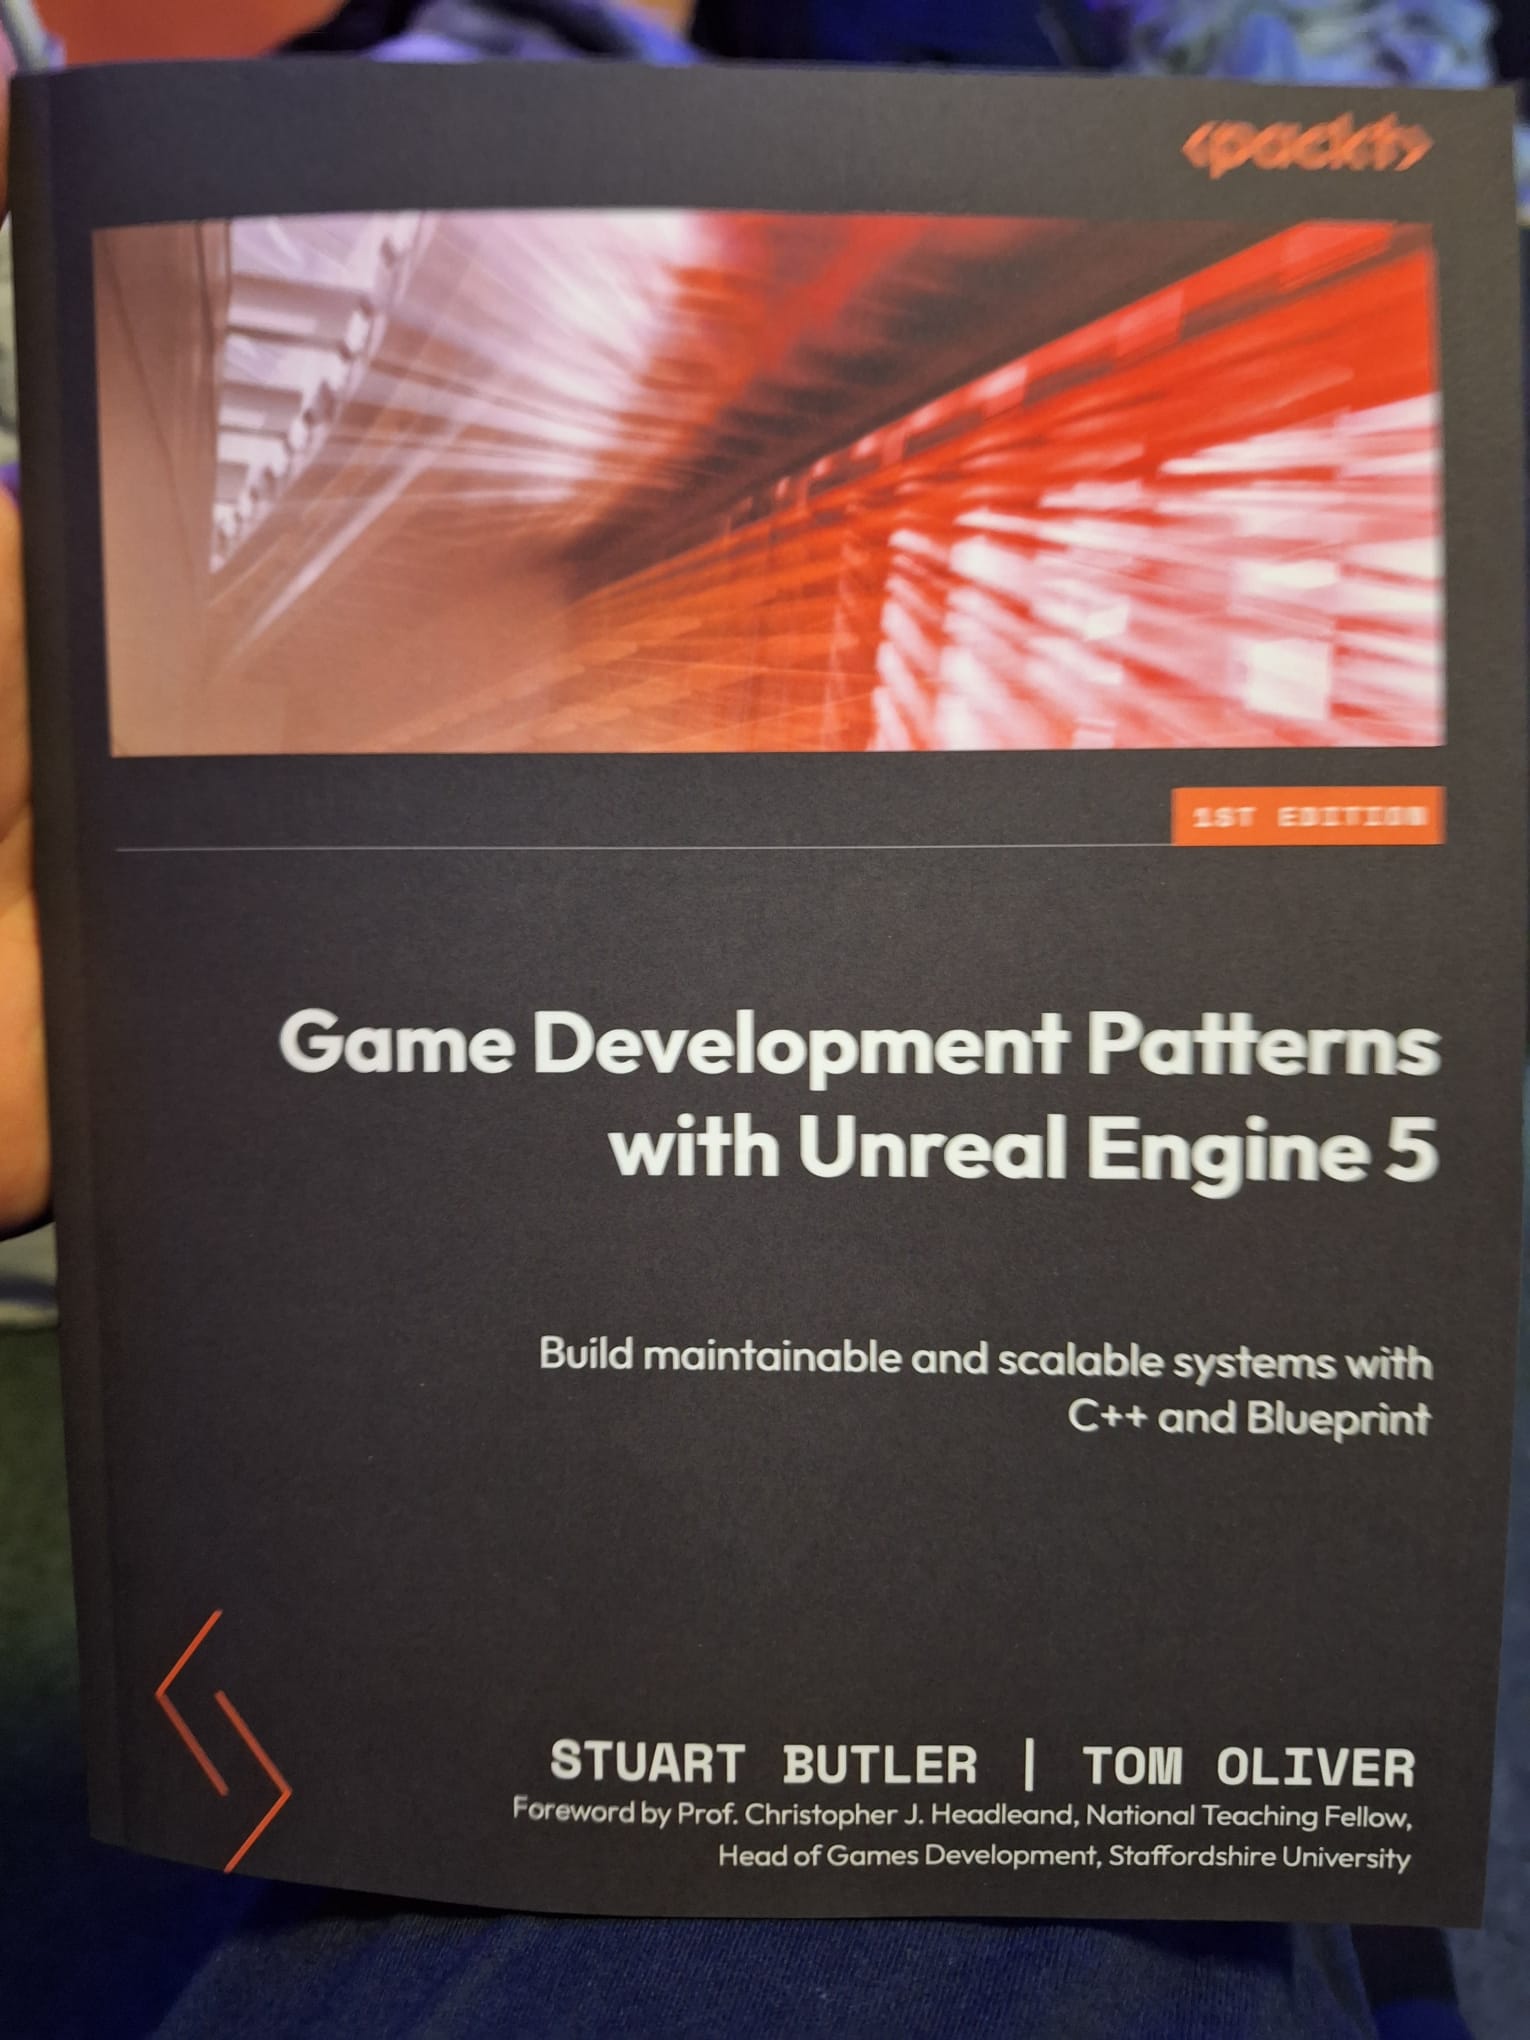 <packt>
1ST EDITION
Game Development Patterns
with Unreal Engine 5
Build maintainable and scalable systems with
C++ and Blueprint
STUART BUTLER | TOM OLIVER
Foreword by Prof. Christopher J. Headleand, National Teaching Fellow,
Head of Games Development, Staffordshire University